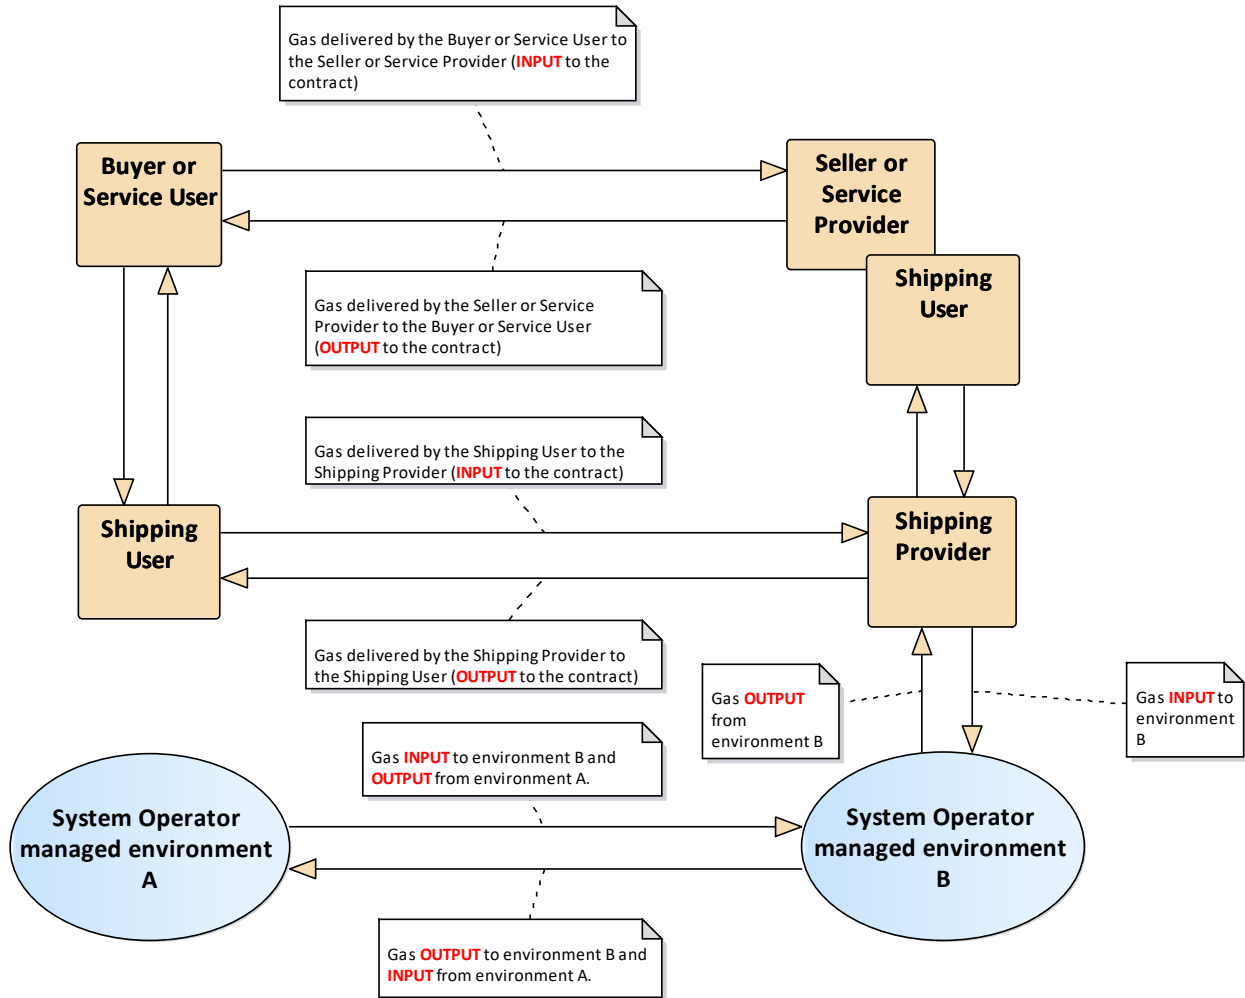 Gas delivered by the Buyer or Service User to
the Seller or Service Provider (INPUT to the
contract)
Buyer or
Service User
Seller or
Service
Provider
Shipping
User
Gas delivered by the Seller or Service
Provider to the Buyer or Service User
(OUTPUT to the contract)
Gas delivered by the Shipping User to the
Shipping Provider (INPUT to the contract)
Shipping
User
Shipping
Provider
Gas delivered by the Shipping Provider to
the Shipping User (OUTPUT to the contract)
Gas OUTPUT
from
environment B
Gas INPUT to
environment
B
Gas INPUT to environment B and
OUTPUT from environment A.
System Operator
managed environment
A
System Operator
managed environment
B
Gas OUTPUT to environment B and
INPUT from environment A.